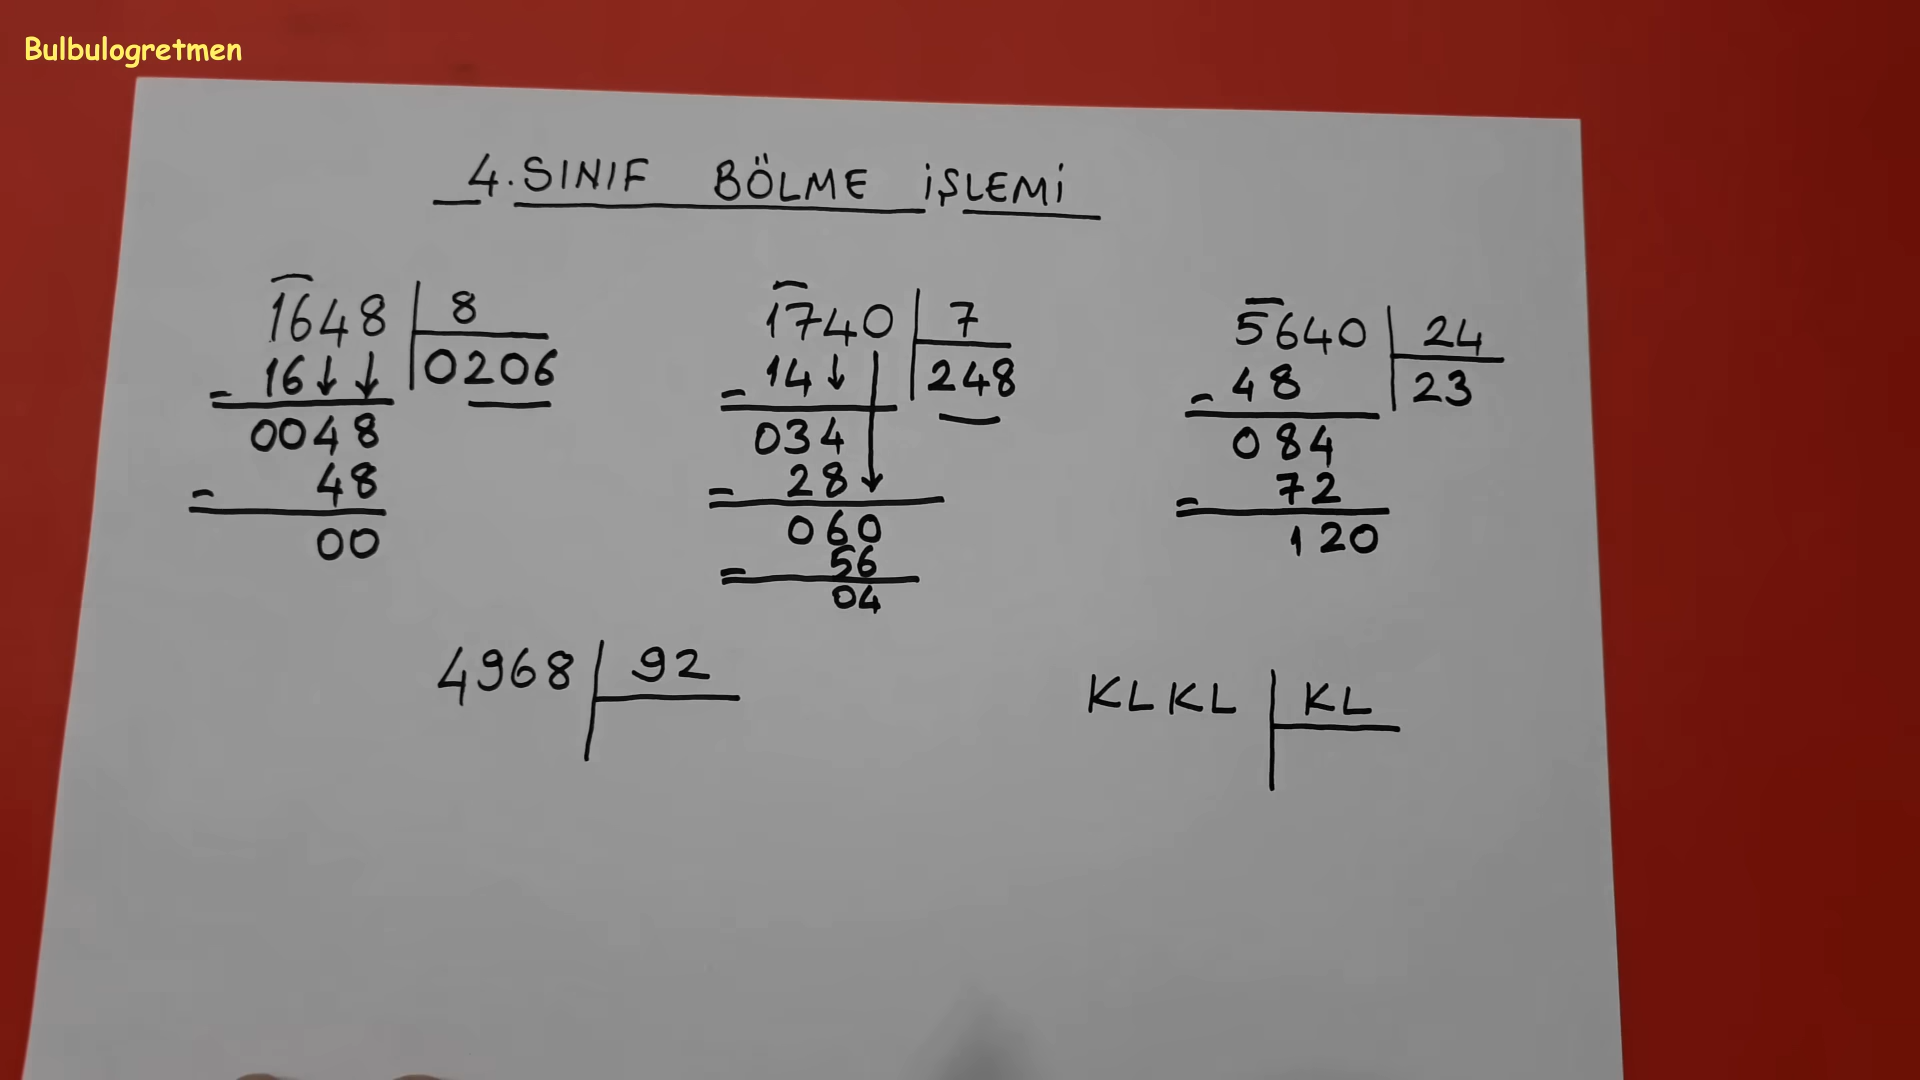 Bulbulogretmen
4. SINIF BÖLME İŞLEMİ
1648 8
- 16 0206
0048
- 48
00
1740 7
- 14 248
034
- 28
060
- 56
04
5640 24
- 48 23
084
- 72
120
4968 92
KLKL KL